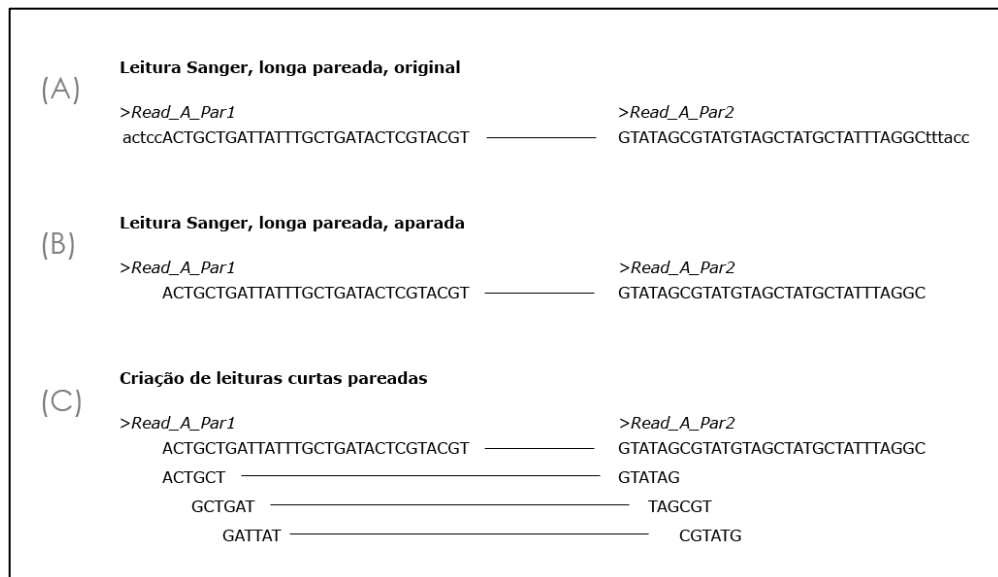 (A)
Leitura Sanger, longa pareada, original
>Read_A_Par1 >Read_A_Par2
actccACTGCTGATTATTTGCTGATACTCGTACGT GTATAGCGTATGTAGCTATGCTATTTAGGCtttacc
(B)
Leitura Sanger, longa pareada, aparada
>Read_A_Par1 >Read_A_Par2
ACTGCTGATTATTTGCTGATACTCGTACGT GTATAGCGTATGTAGCTATGCTATTTAGGC
(C)
Criação de leituras curtas pareadas
>Read_A_Par1 >Read_A_Par2
ACTGCTGATTATTTGCTGATACTCGTACGT GTATAGCGTATGTAGCTATGCTATTTAGGC
ACTGCT GTATAG
GCTGAT TAGCGT
GATTAT CGTATG